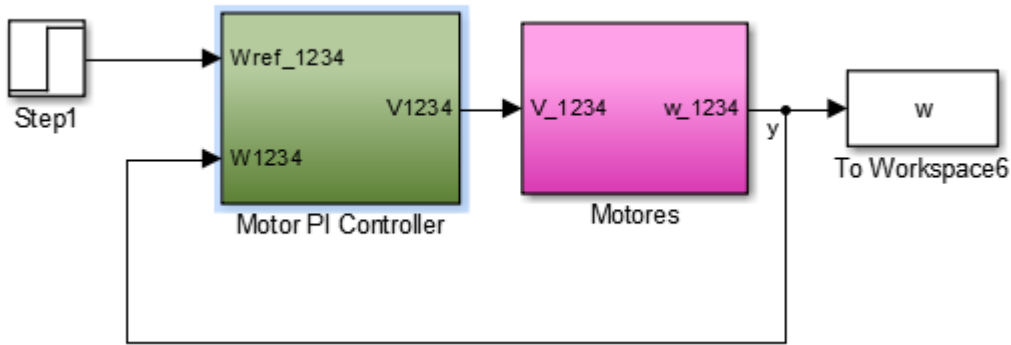 Step1
Wref_1234
W1234
V1234
Motor PI Controller
V_1234
w_1234
Motores
y
w
To Workspace6